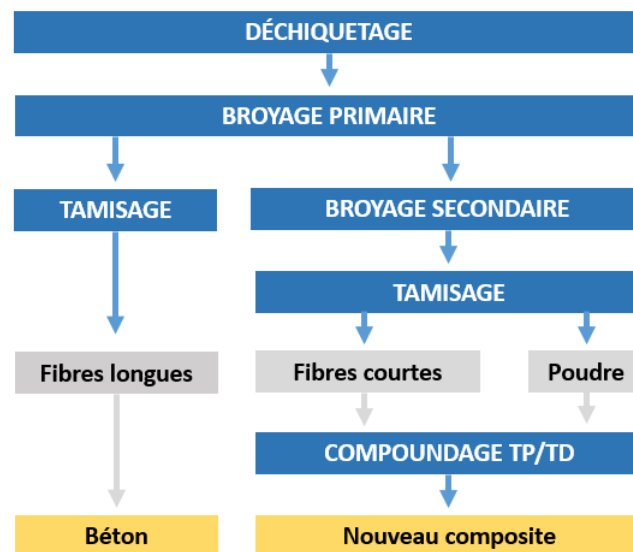 DÉCHIQUETAGE
BROYAGE PRIMAIRE
TAMISAGE
BROYAGE SECONDAIRE
TAMISAGE
Fibres longues
Fibres courtes
Poudre
COMPOUNDAGE TP/TD
Béton
Nouveau composite